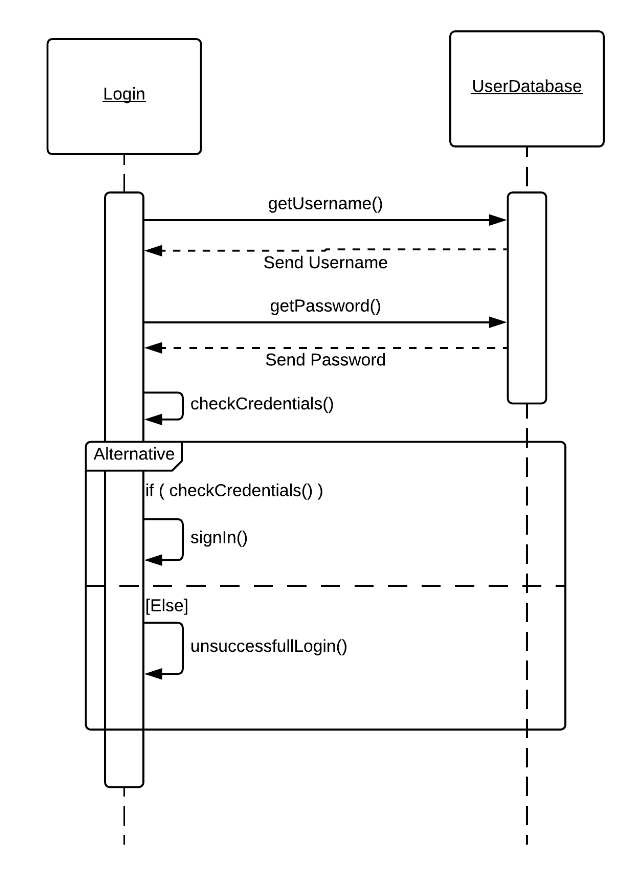 Login
UserDatabase
getUsername()
Send Username
getPassword()
Send Password
checkCredentials()
Alternative
if ( checkCredentials() )
signIn()
[Else]
unsuccessfullLogin()